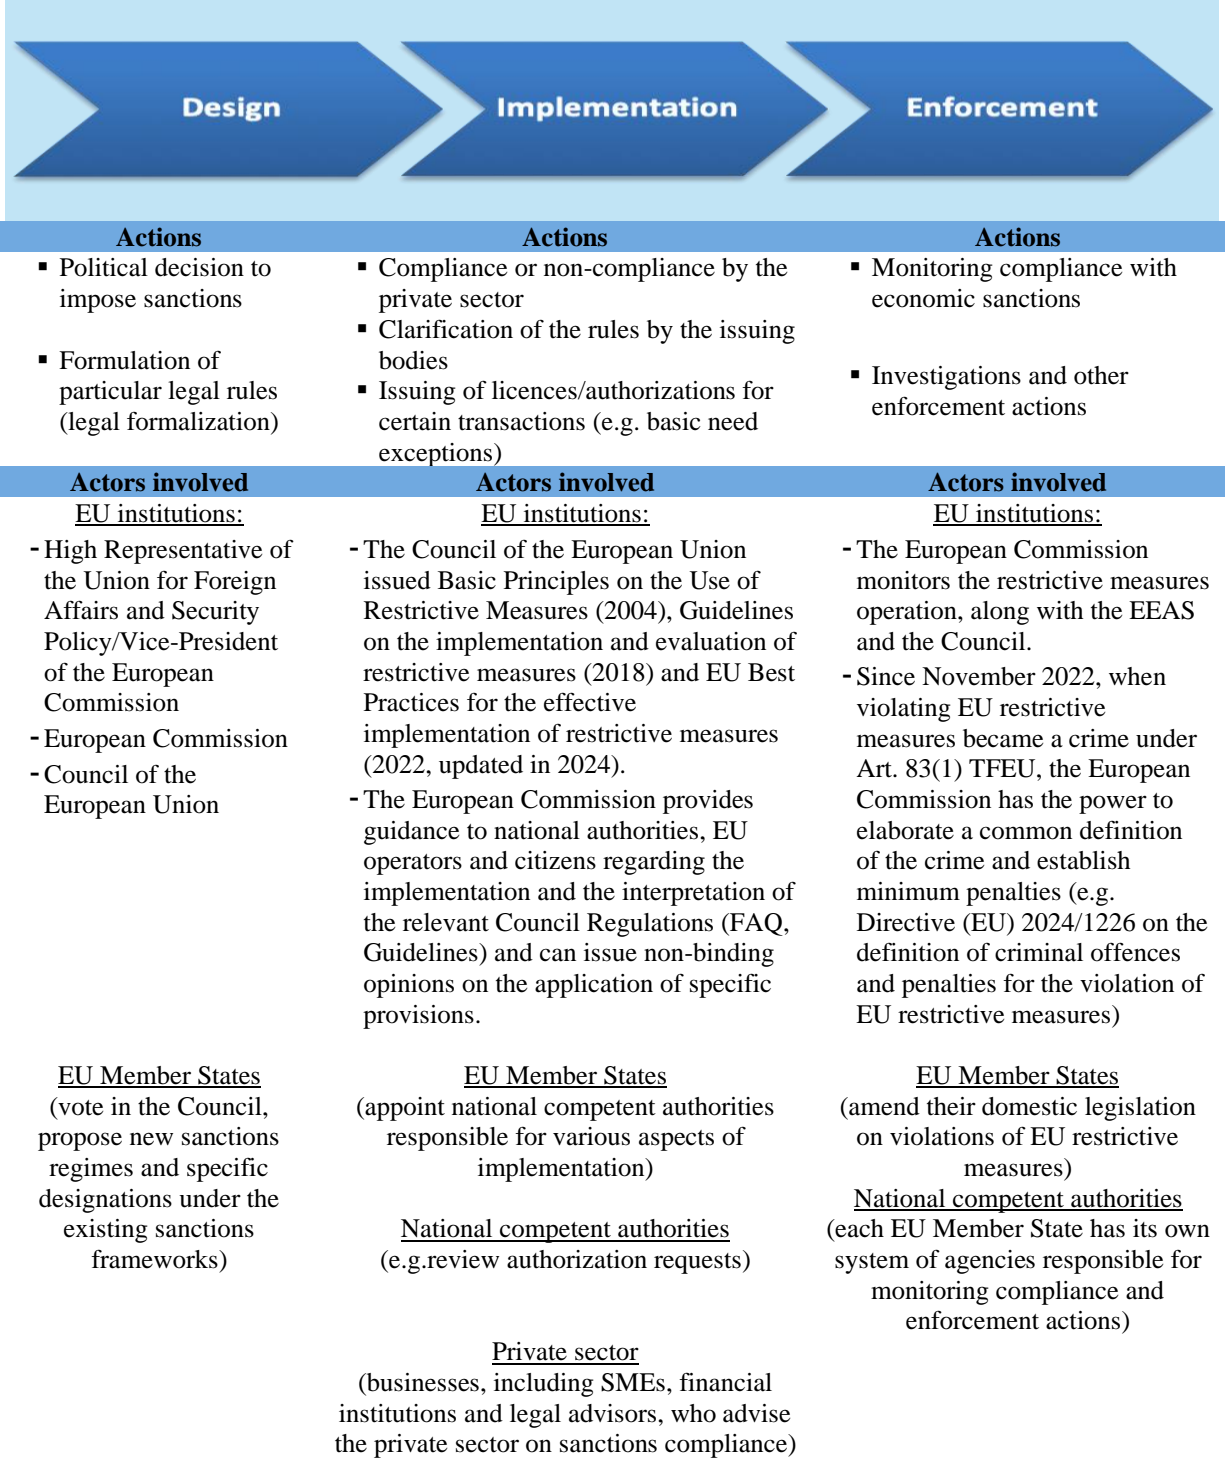 Design
Implementation
Enforcement
Actions
▪ Political decision to
impose sanctions
▪ Formulation of
particular legal rules
(legal formalization)
Actions
▪ Compliance or non-compliance by the
private sector
▪ Clarification of the rules by the issuing
bodies
▪ Issuing of licences/authorizations for
certain transactions (e.g. basic need
exceptions)
Actions
▪ Monitoring compliance with
economic sanctions
▪ Investigations and other
enforcement actions
Actors involved
EU institutions:
- High Representative of
the Union for Foreign
Affairs and Security
Policy/Vice-President
of the European
Commission
- European Commission
- Council of the
European Union
EU Member States
(vote in the Council,
propose new sanctions
regimes and specific
designations under the
existing sanctions
frameworks)
Actors involved
EU institutions:
- The Council of the European Union
issued Basic Principles on the Use of
Restrictive Measures (2004), Guidelines
on the implementation and evaluation of
restrictive measures (2018) and EU Best
Practices for the effective
implementation of restrictive measures
(2022, updated in 2024).
- The European Commission provides
guidance to national authorities, EU
operators and citizens regarding the
implementation and the interpretation of
the relevant Council Regulations (FAQ,
Guidelines) and can issue non-binding
opinions on the application of specific
provisions.
EU Member States
(appoint national competent authorities
responsible for various aspects of
implementation)
National competent authorities
(e.g.review authorization requests)
Private sector
(businesses, including SMEs, financial
institutions and legal advisors, who advise
the private sector on sanctions compliance)
Actors involved
EU institutions:
- The European Commission
monitors the restrictive measures
operation, along with the EEAS
and the Council.
- Since November 2022, when
violating EU restrictive
measures became a crime under
Art. 83(1) TFEU, the European
Commission has the power to
elaborate a common definition
of the crime and establish
minimum penalties (e.g.
Directive (EU) 2024/1226 on the
definition of criminal offences
and penalties for the violation of
EU restrictive measures)
EU Member States
(amend their domestic legislation
on violations of EU restrictive
measures)
National competent authorities
(each EU Member State has its own
system of agencies responsible for
monitoring compliance and
enforcement actions)